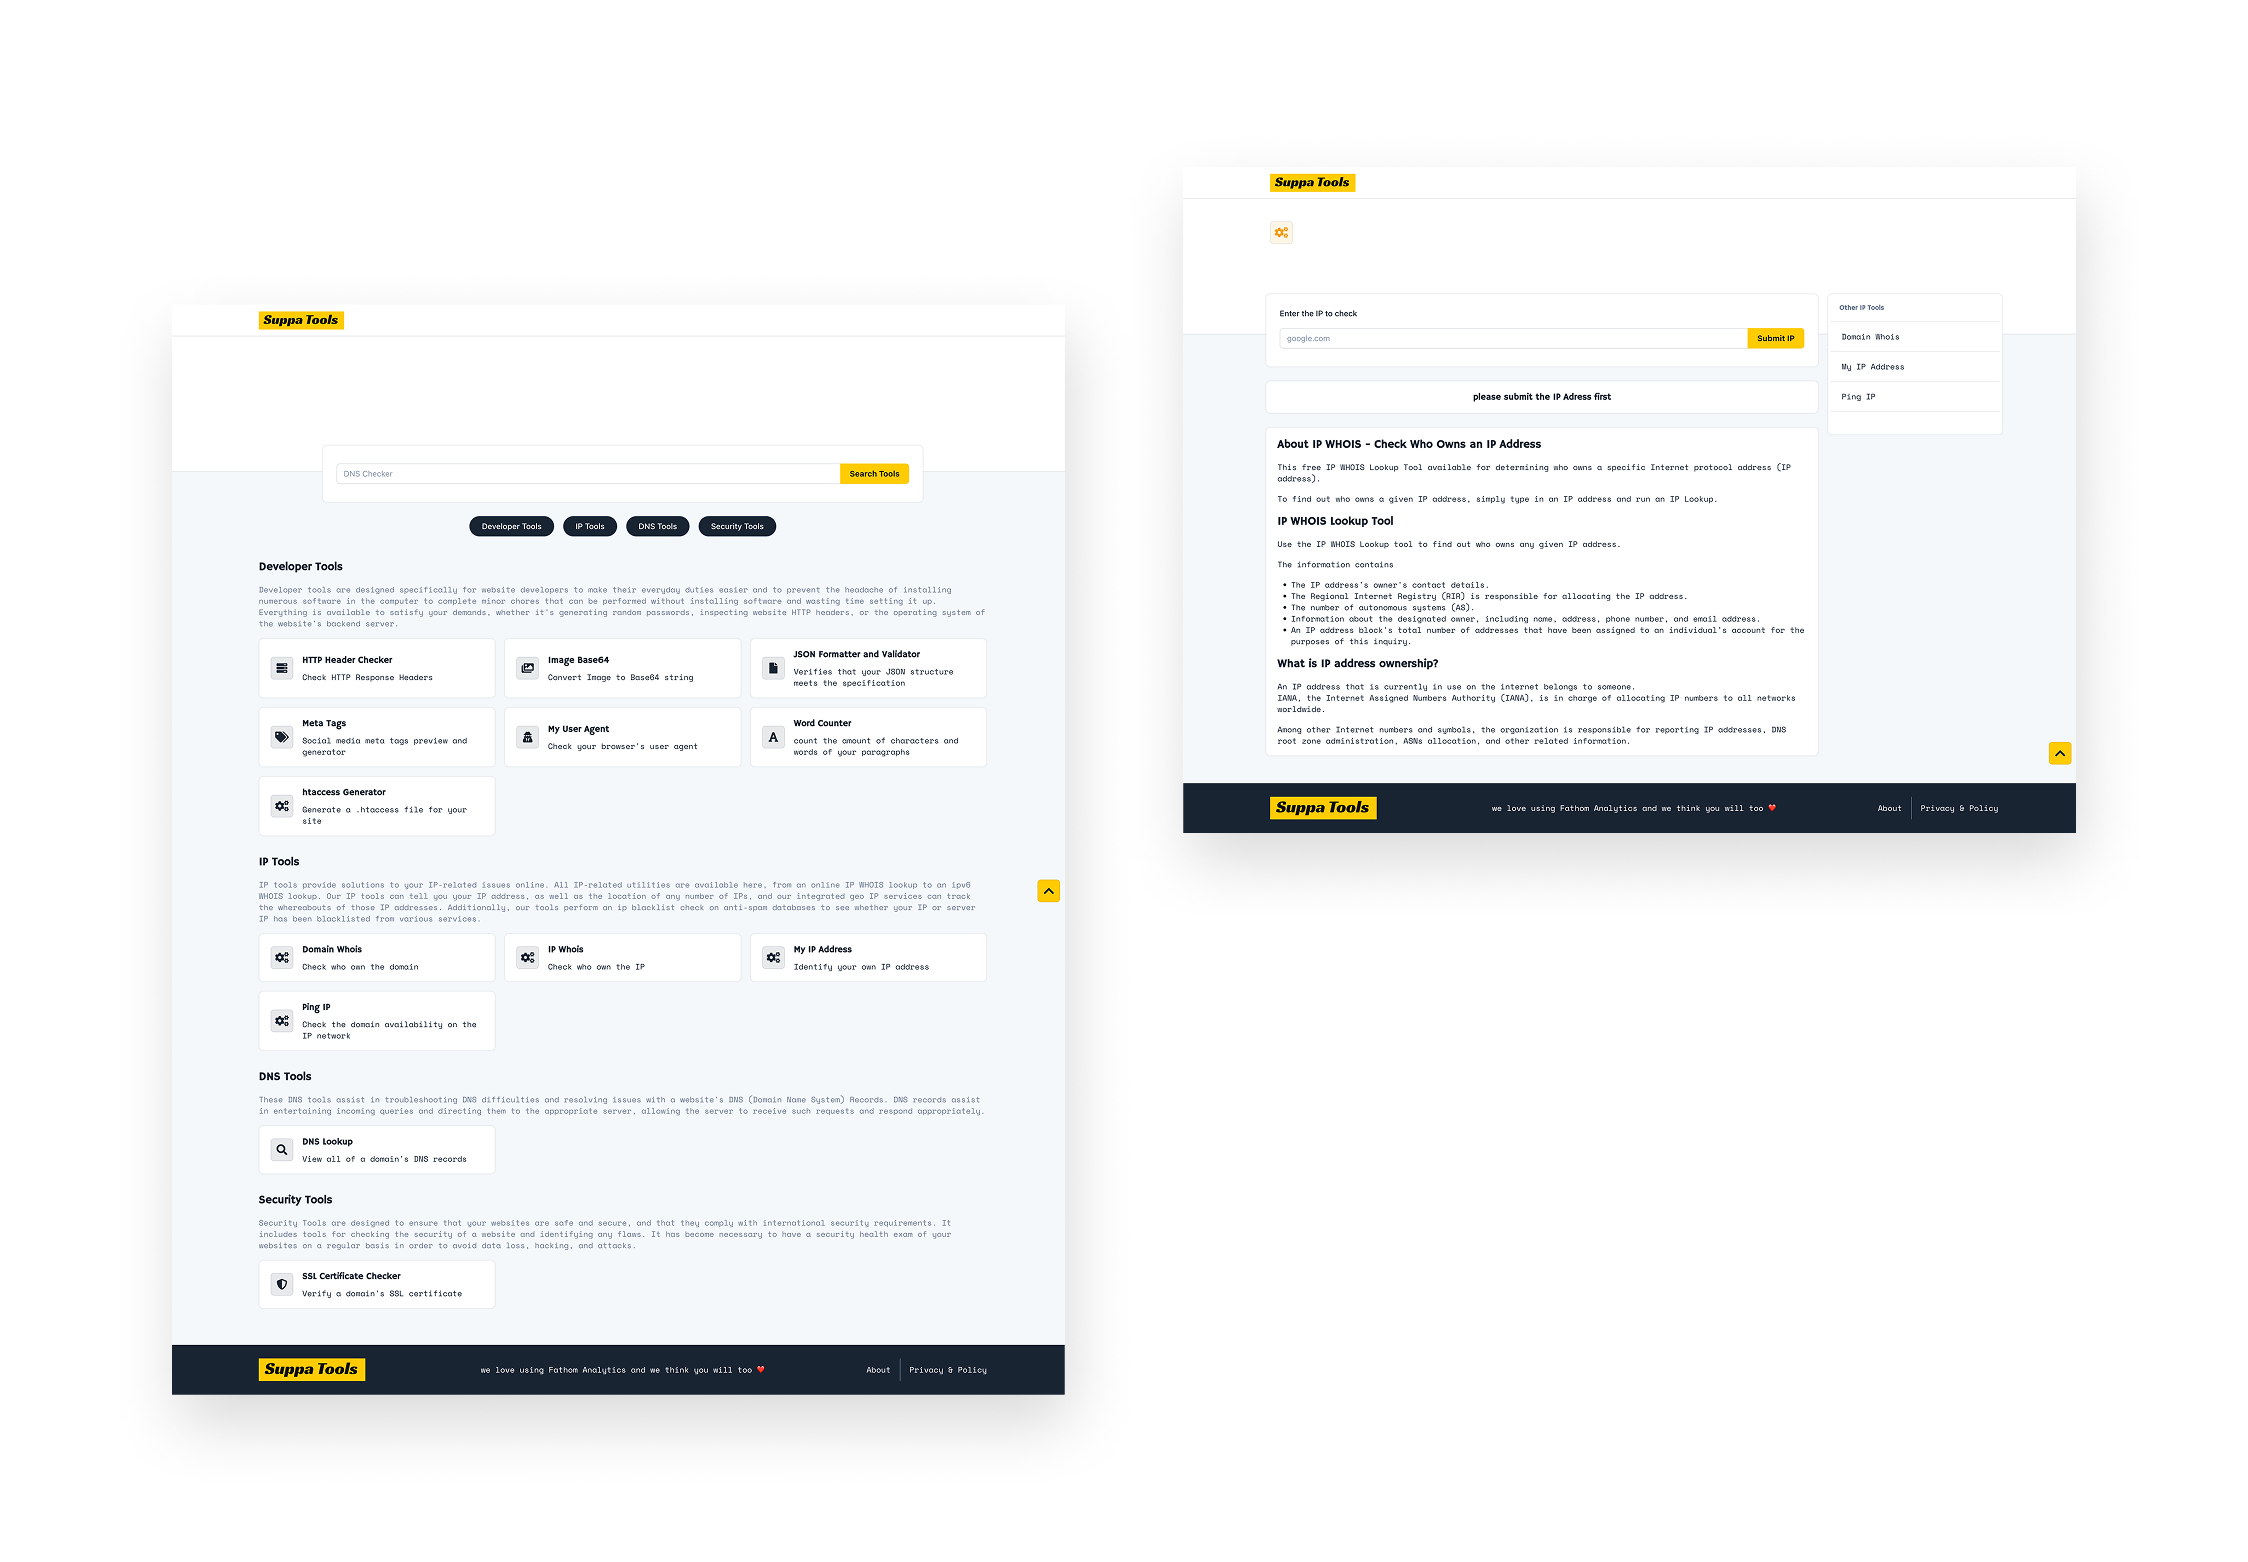 Suppa Tools
DNS Checker
Search Tools
Developer Tools
IP Tools
DNS Tools
Security Tools
Developer Tools
Developer tools are designed specifically for website developers to make their everyday duties easier and to prevent the headache of installing
numerous software in the computer to complete minor chores that can be performed without installing software and wasting time setting it up.
Everything is available to satisfy your demands, whether it's generating random passwords, inspecting website HTTP headers, or the operating system of
the website's backend server.
HTTP Header Checker
Check HTTP Response Headers
Image Base64
Convert Image to Base64 string
JSON Formatter and Validator
Verifies that your JSON structure
meets the specification
Meta Tags
Social media meta tags preview and
generator
My User Agent
Check your browser's user agent
Word Counter
count the amount of characters and
words of your paragraphs
htaccess Generator
Generate a .htaccess file for your
site
IP Tools
IP tools provide solutions to your IP-related issues online. All IP-related utilities are available here, from an online IP WHOIS lookup to an ipv6
WHOIS lookup. Our IP tools can tell you your IP address, as well as the location of any number of IPs, and our integrated geo IP services can track
the whereabouts of those IP addresses. Additionally, our tools perform an ip blacklist check on anti-spam databases to see whether your IP or server
IP has been blacklisted from various services.
Domain Whois
Check who own the domain
IP Whois
Check who own the IP
My IP Address
Identify your own IP address
Ping IP
Check the domain availability on the
IP network
DNS Tools
These DNS tools assist in troubleshooting DNS difficulties and resolving issues with a website's DNS (Domain Name System) Records. DNS records assist
in entertaining incoming queries and directing them to the appropriate server, allowing the server to receive such requests and respond appropriately.
DNS Lookup
View all of a domain's DNS records
Security Tools
Security Tools are designed to ensure that your websites are safe and secure, and that they comply with international security requirements. It
includes tools for checking the security of a website and identifying any flaws. It has become necessary to have a security health exam of your
websites on a regular basis in order to avoid data loss, hacking, and attacks.
SSL Certificate Checker
Verify a domain's SSL certificate
Suppa Tools
we love using Fathom Analytics and we think you will too ❤️
About
Privacy & Policy
Suppa Tools
Enter the IP to check
google.com
Submit IP
please submit the IP Adress first
About IP WHOIS - Check Who Owns an IP Address
This free IP WHOIS Lookup Tool available for determining who owns a specific Internet protocol address (IP
address).
To find out who owns a given IP address, simply type in an IP address and run an IP Lookup.
IP WHOIS Lookup Tool
Use the IP WHOIS Lookup tool to find out who owns any given IP address.
The information contains
• The IP address's owner's contact details.
• The Regional Internet Registry (RIR) is responsible for allocating the IP address.
• The number of autonomous systems (AS).
• Information about the designated owner, including name, address, phone number, and email address.
• An IP address block's total number of addresses that have been assigned to an individual's account for the
purposes of this inquiry.
What is IP address ownership?
An IP address that is currently in use on the internet belongs to someone.
IANA, the Internet Assigned Numbers Authority (IANA), is in charge of allocating IP numbers to all networks
worldwide.
Among other Internet numbers and symbols, the organization is responsible for reporting IP addresses, DNS
root zone administration, ASNs allocation, and other related information.
Other IP Tools
Domain Whois
My IP Address
Ping IP
Suppa Tools
we love using Fathom Analytics and we think you will too ❤️
About
Privacy & Policy